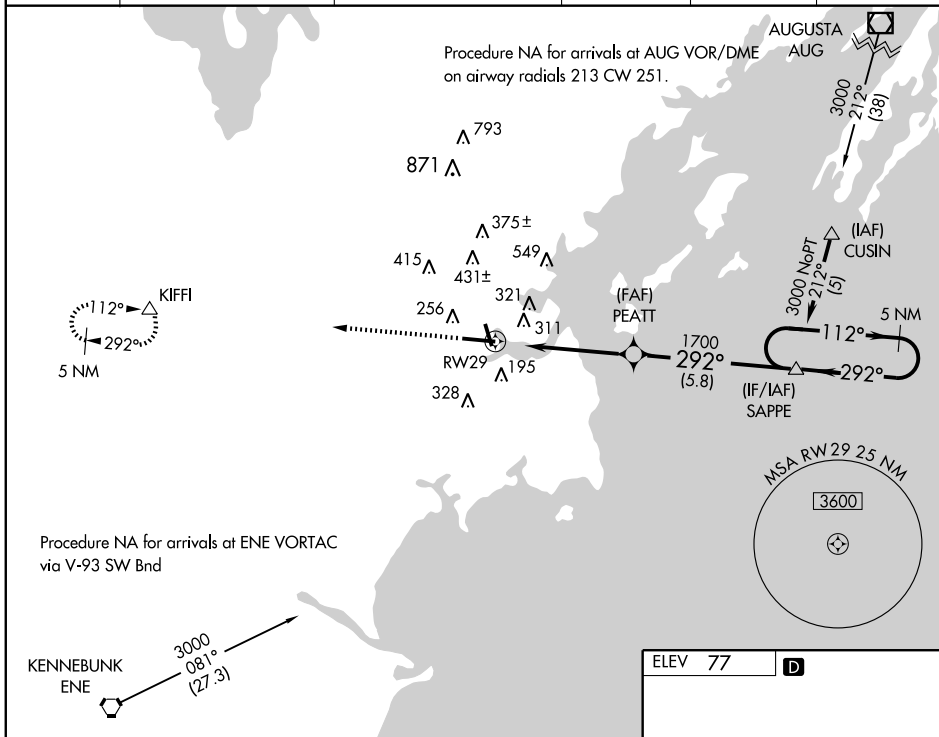 AUGUSTA
AUG
Procedure NA for arrivals at AUG VOR/DME
on airway radials 213 CW 251.
3000
212°
(38)
793
871
375±
415
431±
549
(IAF)
CUSIN
3000 NoPT
212°
(5)
112°
KIFFI
292°
5 NM
256
321
311
(FAF)
PEATT
5 NM
112°
RW29
1700
292°
(5.8)
292°
195
328
(IF/IAF)
SAPPE
MSA RW29 25 NM
3600
Procedure NA for arrivals at ENE VORTAC
via V-93 SW Bnd
3000
081°
(27.3)
KENNEBUNK
ENE
ELEV 77 D